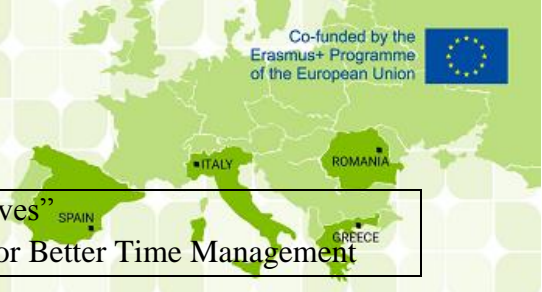 Co-funded by the
Erasmus+ Programme
of the European Union
ITALY
ROMANIA
ves”
SPAIN
or Better Time Management
GREECE